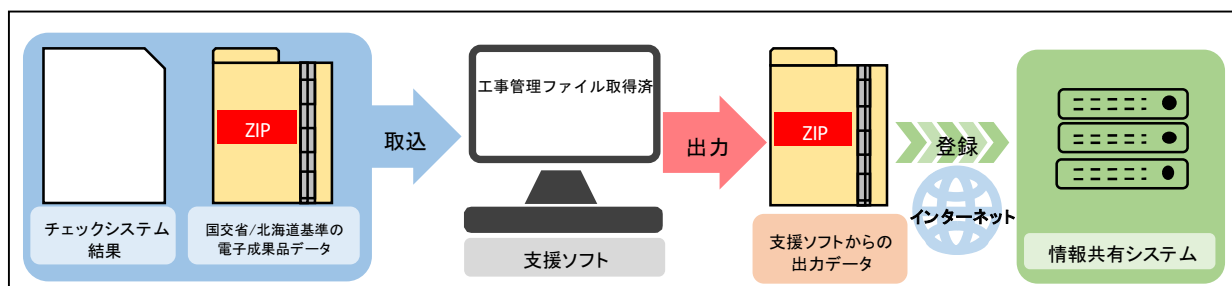 チェックシステム
結果
ZIP
国交省/北海道基準の
電子成果品データ
取込
工事管理ファイル取得済
支援ソフト
出力
ZIP
支援ソフトからの
出力データ
登録
インターネット
情報共有システム